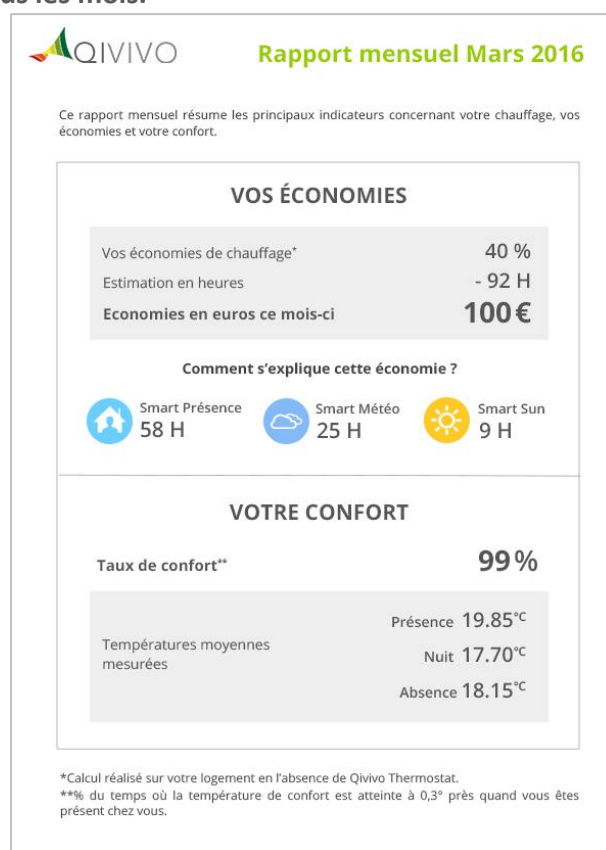 us les mois.
QIVIVO
Rapport mensuel Mars 2016
Ce rapport mensuel résume les principaux indicateurs concernant votre chauffage, vos
économies et votre confort.
VOS ÉCONOMIES
Vos économies de chauffage* 40 %
Estimation en heures - 92 H
Economies en euros ce mois-ci 100 €
Comment s’explique cette économie ?
Smart Présence Smart Météo Smart Sun
58 H 25 H 9 H
VOTRE CONFORT
Taux de confort** 99 %
Présence 19.85°C
Températures moyennes
mesurées
Nuit 17.70°C
Absence 18.15°C
*Calcul réalisé sur votre logement en l’absence de Qivivo Thermostat.
**% du temps où la température de confort est atteinte à 0,3° près quand vous êtes
présent chez vous.